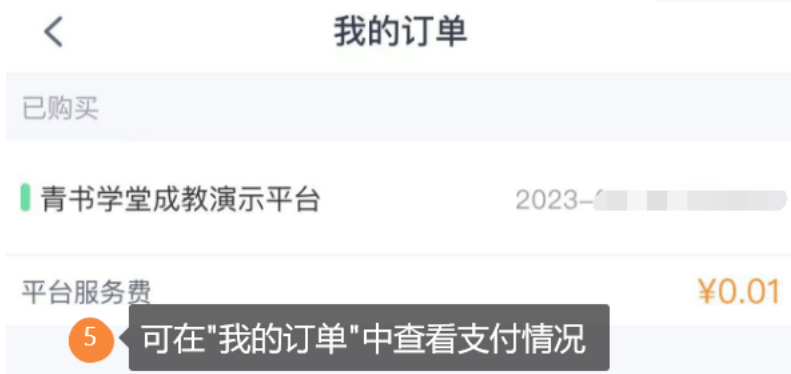 我的订单
已购买
青书学堂成教演示平台 2023-
平台服务费 ¥0.01
5 可在"我的订单"中查看支付情况